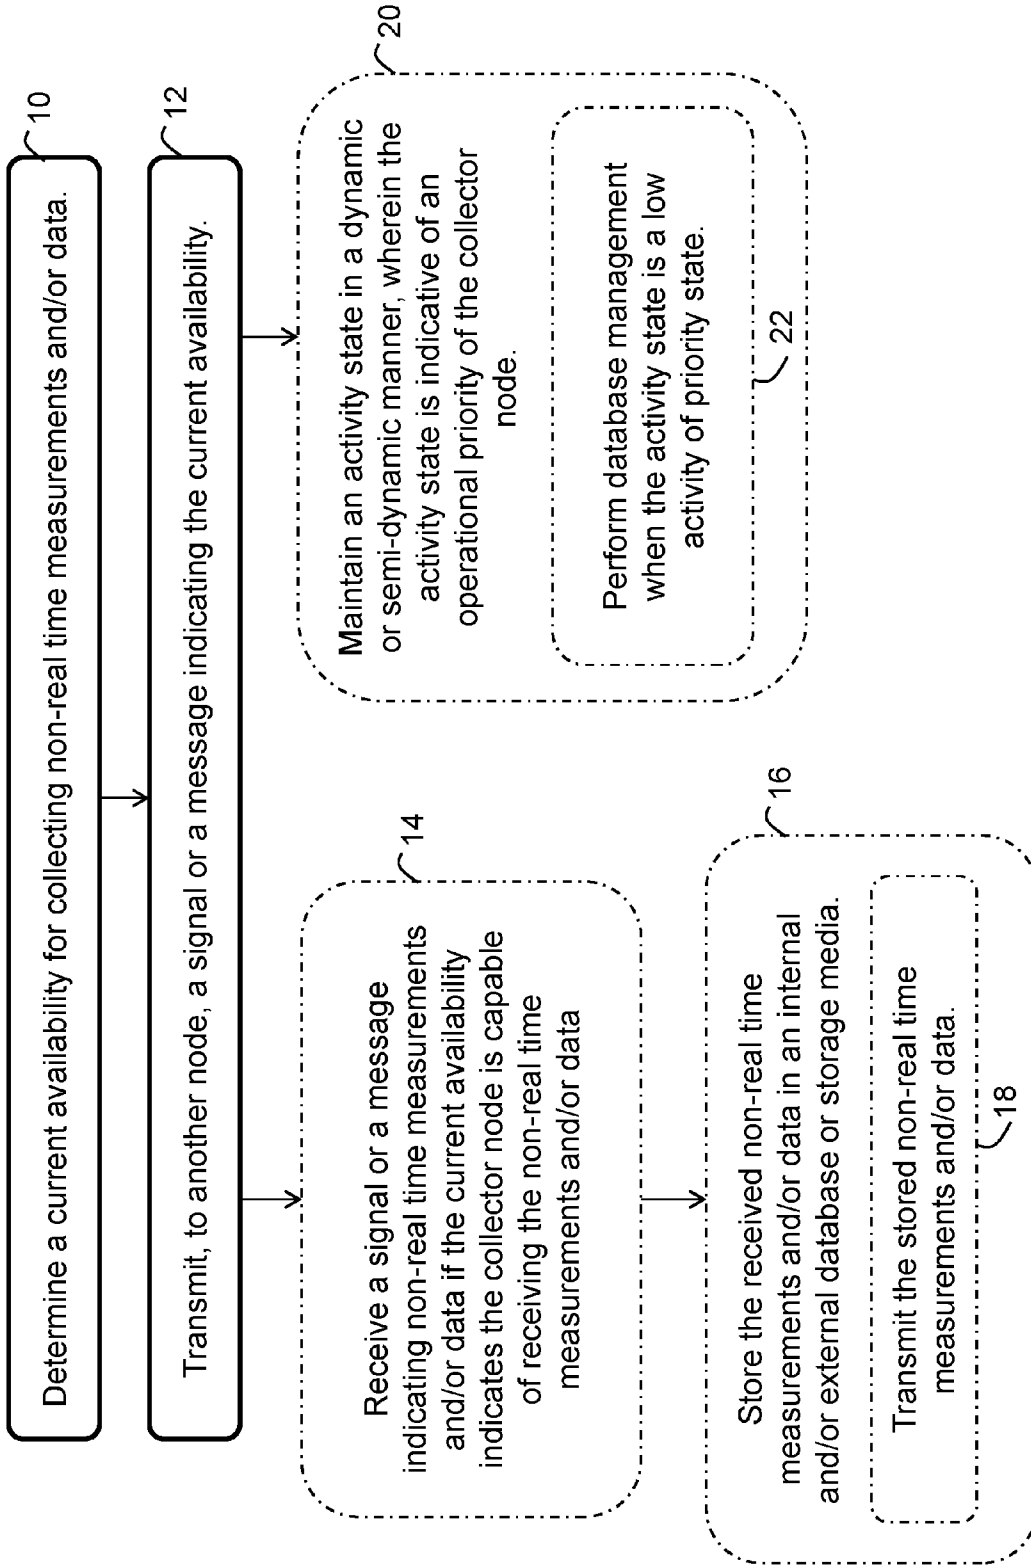 Determine a current availability for collecting non-real time measurements and/or data.
10
Transmit, to another node, a signal or a message indicating the current availability.
12
Receive a signal or a message
indicating non-real time measurements
and/or data if the current availability
indicates the collector node is capable
of receiving the non-real time
measurements and/or data
14
Store the received non-real time
measurements and/or data in an internal
and/or external database or storage media.
16
Transmit the stored non-real time
measurements and/or data.
18
Maintain an activity state in a dynamic
or semi-dynamic manner, wherein the
activity state is indicative of an
operational priority of the collector
node.
20
Perform database management
when the activity state is a low
activity of priority state.
22